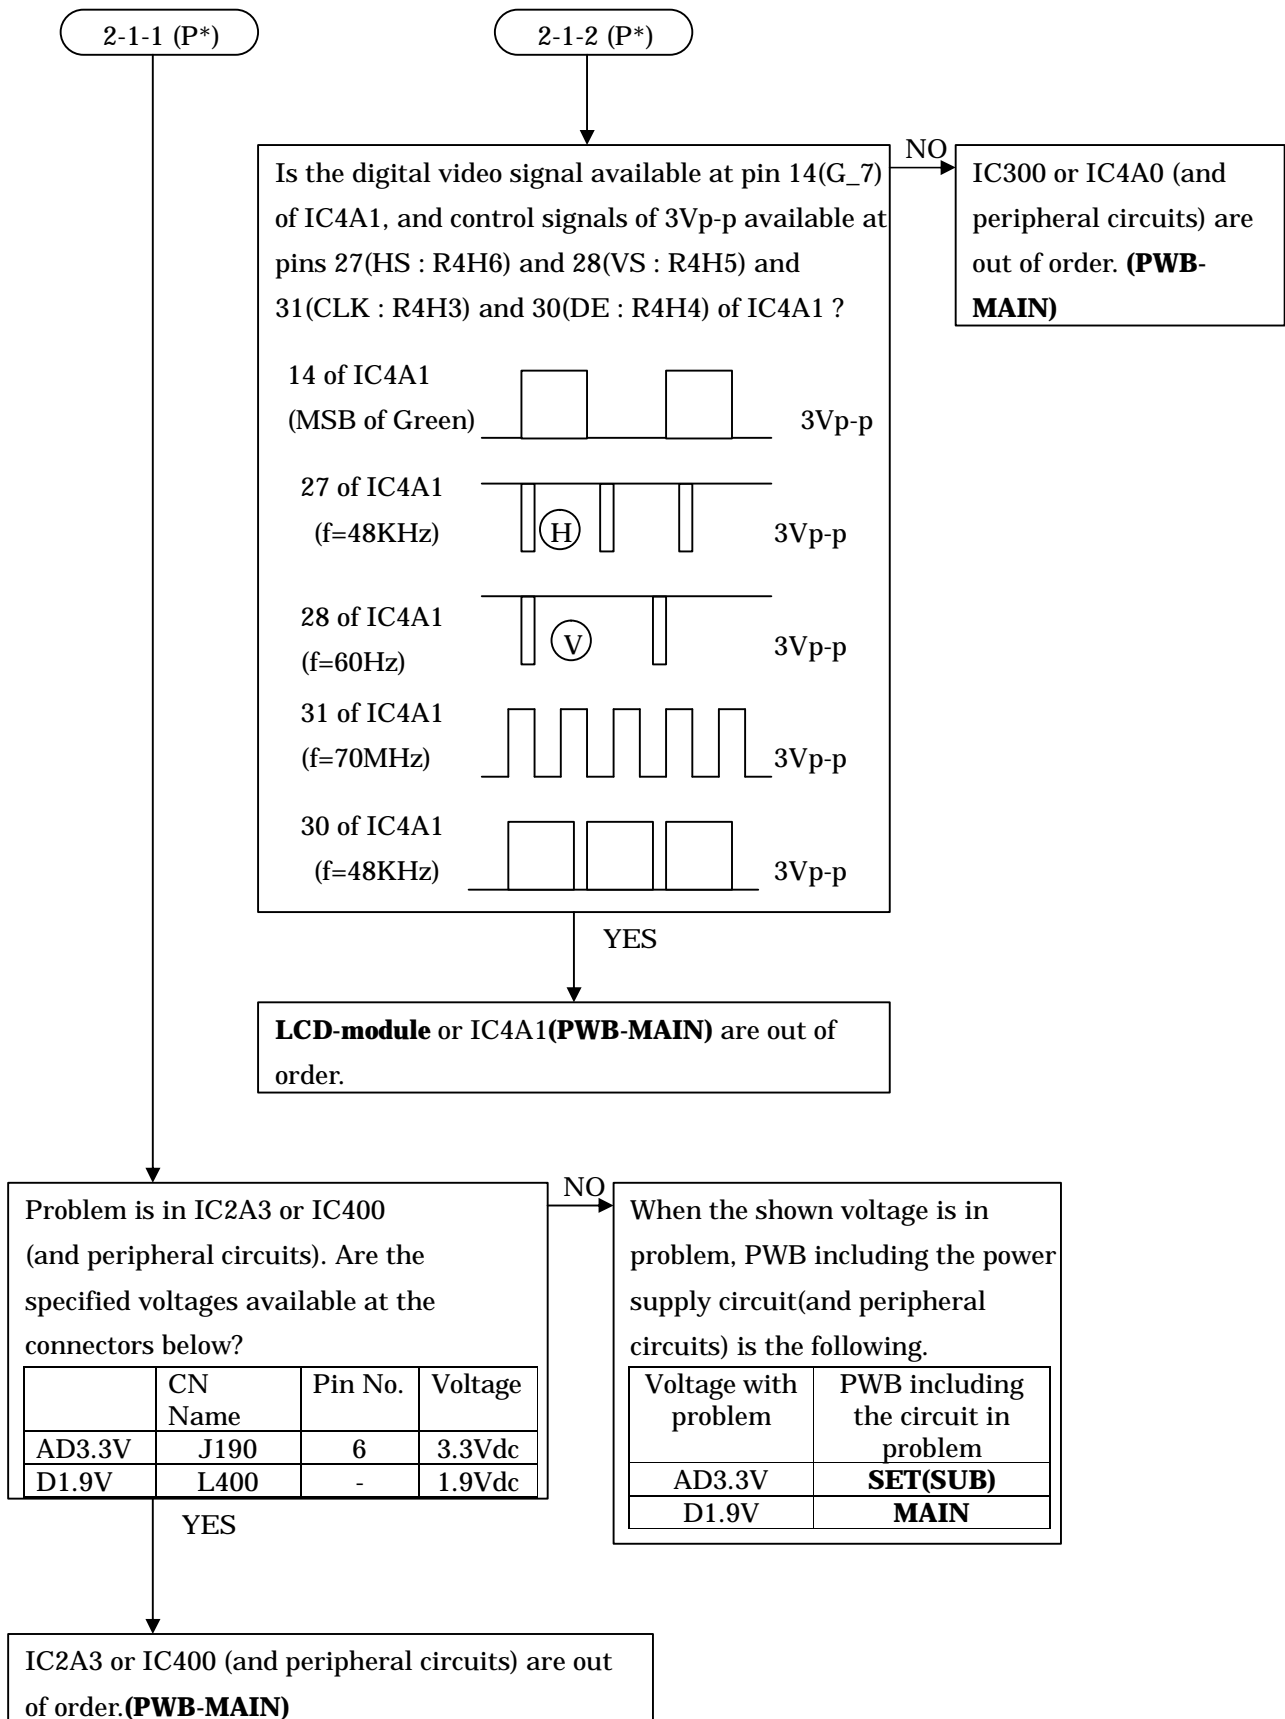 2-1-1 (P*)
2-1-2 (P*)
Is the digital video signal available at pin 14(G_7)
of IC4A1, and control signals of 3Vp-p available at
pins 27(HS : R4H6) and 28(VS : R4H5) and
31(CLK : R4H3) and 30(DE : R4H4) of IC4A1 ?
14 of IC4A1
(MSB of Green)
3Vp-p
27 of IC4A1
(f=48KHz)
H
3Vp-p
28 of IC4A1
(f=60Hz)
V
3Vp-p
31 of IC4A1
(f=70MHz)
3Vp-p
30 of IC4A1
(f=48KHz)
3Vp-p
NO
IC300 or IC4A0 (and
peripheral circuits) are
out of order. (PWB-
MAIN)
YES
LCD-module or IC4A1(PWB-MAIN) are out of
order.
Problem is in IC2A3 or IC400
(and peripheral circuits). Are the
specified voltages available at the
connectors below?
CN Name Pin No. Voltage
AD3.3V J190 6 3.3Vdc
D1.9V L400 - 1.9Vdc
NO
When the shown voltage is in
problem, PWB including the power
supply circuit(and peripheral
circuits) is the following.
Voltage with problem PWB including the circuit in problem
AD3.3V SET(SUB)
D1.9V MAIN
YES
IC2A3 or IC400 (and peripheral circuits) are out
of order.(PWB-MAIN)